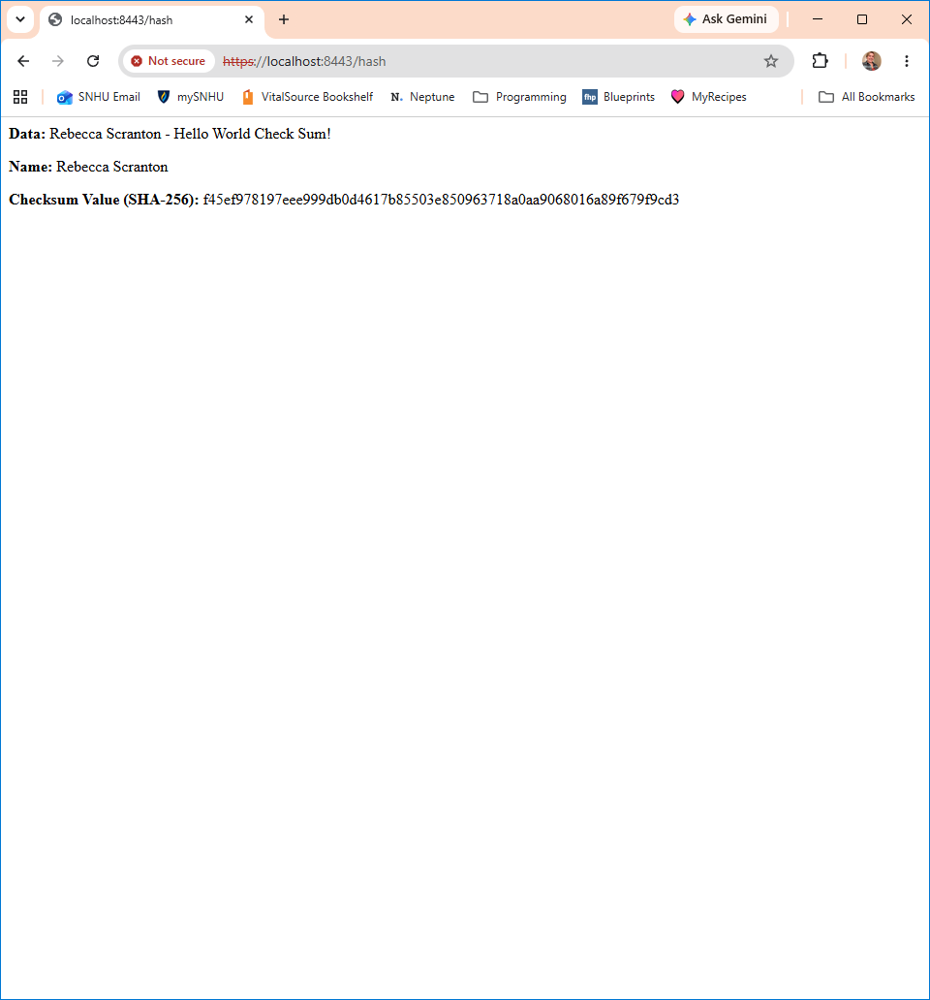 localhost:8443/hash
Ask Gemini
Not secure https://localhost:8443/hash
SNHU Email mySNHU VitalSource Bookshelf N. Neptune Programming fhp Blueprints MyRecipes All Bookmarks
Data: Rebecca Scranton - Hello World Check Sum!
Name: Rebecca Scranton
Checksum Value (SHA-256): f45ef978197eee999db0d4617b85503e850963718a0aa9068016a89f679f9cd3